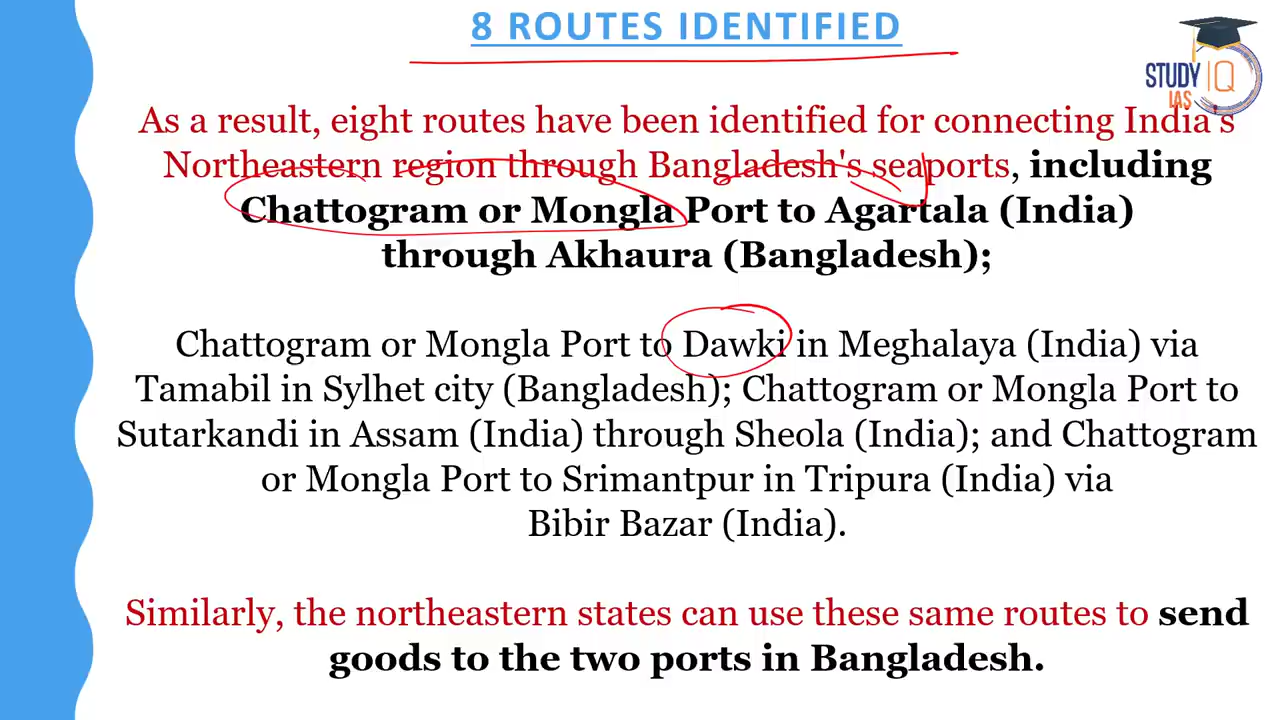 8 ROUTES IDENTIFIED
STUDY IQ
IAS
As a result, eight routes have been identified for connecting India's
Northeastern region through Bangladesh's seaports, including
Chattogram or Mongla Port to Agartala (India)
through Akhaura (Bangladesh);
Chattogram or Mongla Port to Dawki in Meghalaya (India) via
Tamabil in Sylhet city (Bangladesh); Chattogram or Mongla Port to
Sutarkandi in Assam (India) through Sheola (India); and Chattogram
or Mongla Port to Srimantpur in Tripura (India) via
Bibir Bazar (India).
Similarly, the northeastern states can use these same routes to send
goods to the two ports in Bangladesh.